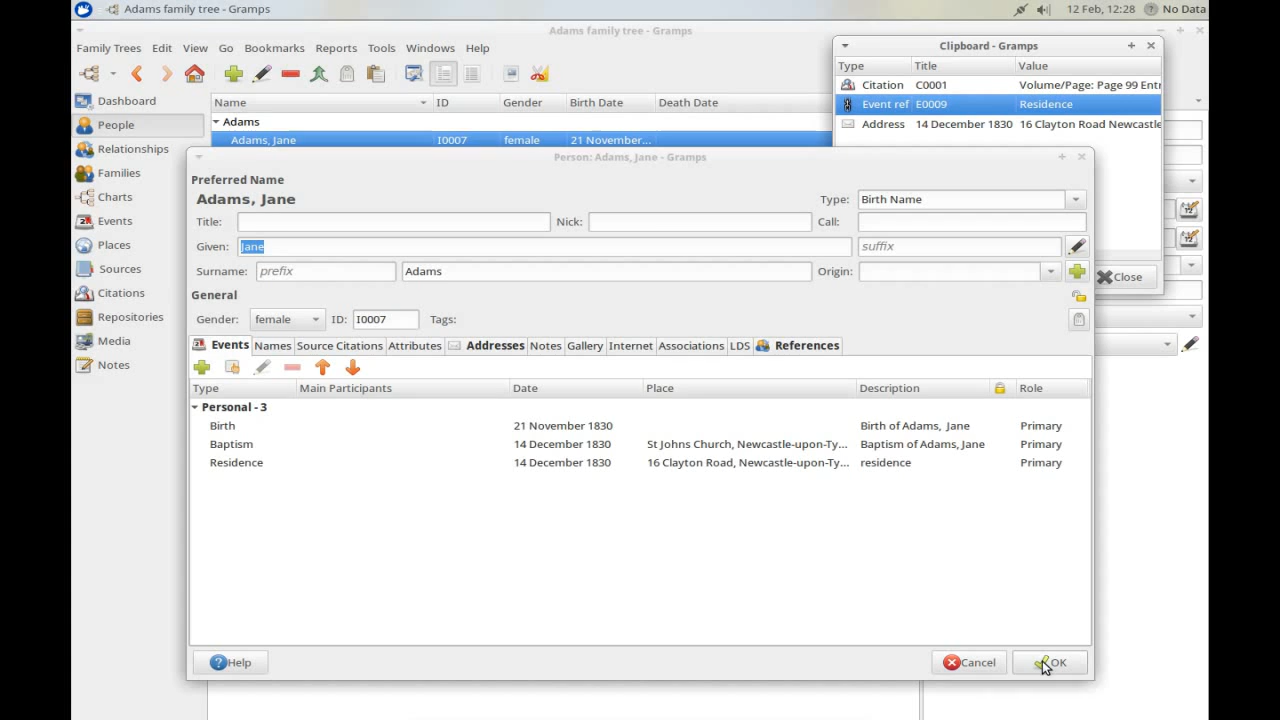 Adams family tree - Gramps
12 Feb, 12:28
No Data
Adams family tree - Gramps
Family Trees Edit View Go Bookmarks Reports Tools Windows Help
Dashboard
People
Relationships
Families
Charts
Events
Places
Sources
Citations
Repositories
Media
Notes
Name ID Gender Birth Date Death Date
Adams
Adams, Jane I0007 female 21 November...
Clipboard - Gramps
Type Title Value
Citation C0001 Volume/Page: Page 99 Entr
Event ref E0009 Residence
Address 14 December 1830 16 Clayton Road Newcastle
Close
Person: Adams, Jane - Gramps
Preferred Name
Adams, Jane
Type: Birth Name
Title: Nick: Call:
Given: Jane suffix
Surname: prefix Adams Origin:
General
Gender: female ID: I0007 Tags:
Events Names Source Citations Attributes Addresses Notes Gallery Internet Associations LDS References
Type Main Participants Date Place Description Role
Personal - 3
Birth 21 November 1830 Birth of Adams, Jane Primary
Baptism 14 December 1830 St Johns Church, Newcastle-upon-Ty... Baptism of Adams, Jane Primary
Residence 14 December 1830 16 Clayton Road, Newcastle-upon-Ty... residence Primary
Help Cancel OK